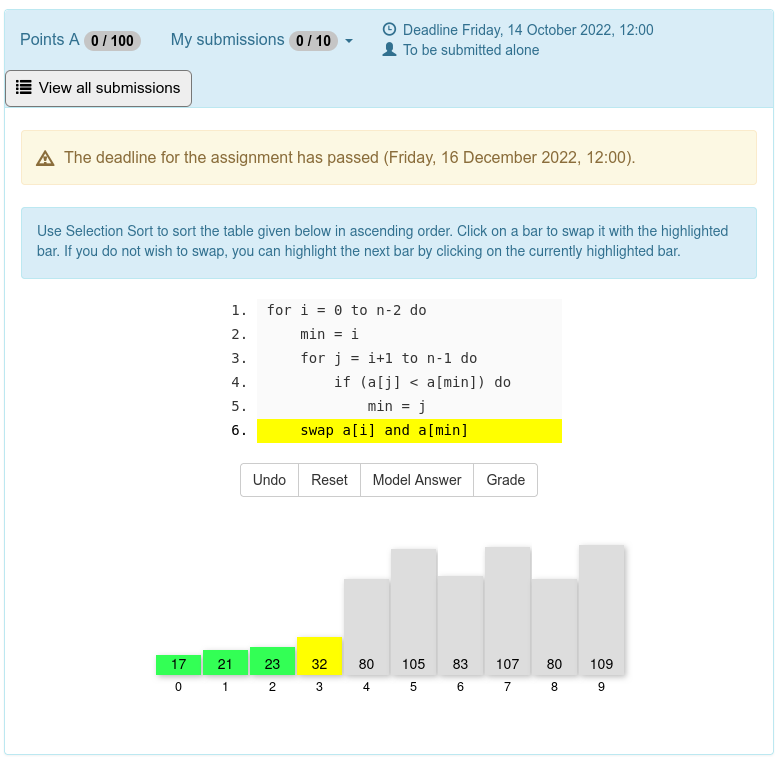 Points A 0 / 100 My submissions 0 / 10
Deadline Friday, 14 October 2022, 12:00
To be submitted alone
View all submissions
The deadline for the assignment has passed (Friday, 16 December 2022, 12:00).
Use Selection Sort to sort the table given below in ascending order. Click on a bar to swap it with the highlighted
bar. If you do not wish to swap, you can highlight the next bar by clicking on the currently highlighted bar.
1. for i = 0 to n-2 do
2.     min = i
3.     for j = i+1 to n-1 do
4.         if (a[j] < a[min]) do
5.             min = j
6.     swap a[i] and a[min]
Undo Reset Model Answer Grade
17 21 23 32 80 105 83 107 80 109
0 1 2 3 4 5 6 7 8 9